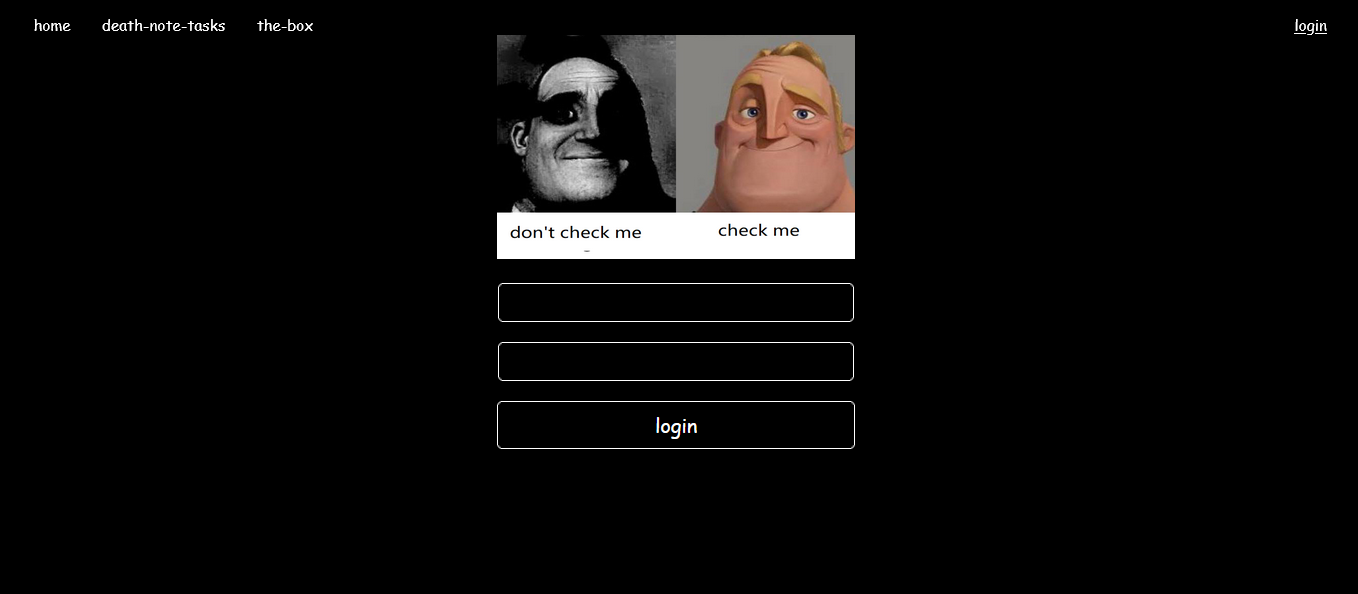 home death-note-tasks the-box login
don't check me check me
login